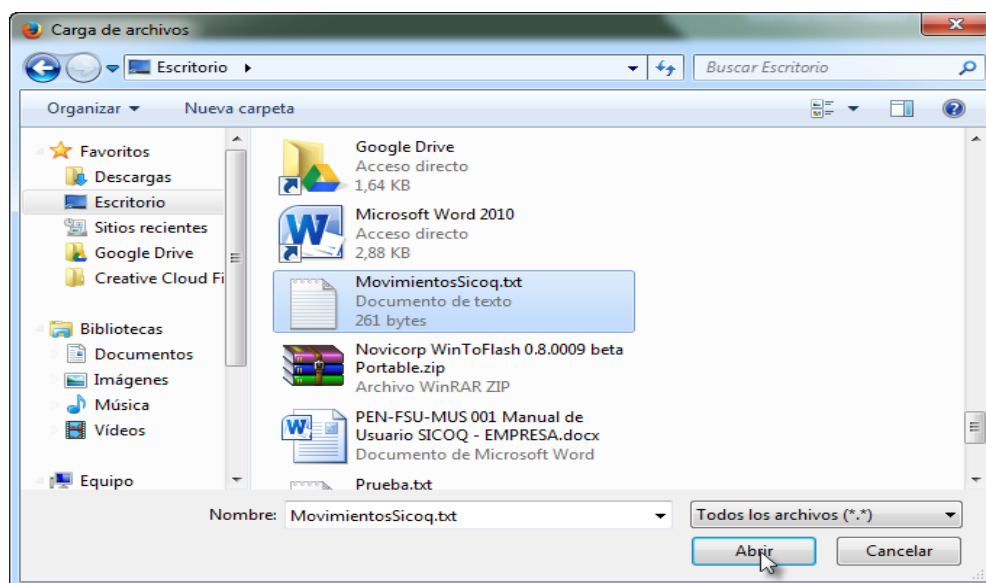 Carga de archivos
Escritorio
Buscar Escritorio
Organizar
Nueva carpeta
Favoritos
Descargas
Escritorio
Sitios recientes
Google Drive
Creative Cloud Fi
Bibliotecas
Documentos
Imágenes
Música
Vídeos
Equipo
Google Drive
Acceso directo
1,64 KB
Microsoft Word 2010
Acceso directo
2,88 KB
MovimientosSicoq.txt
Documento de texto
261 bytes
Novicorp WinToFlash 0.8.0009 beta
Portable.zip
Archivo WinRAR ZIP
PEN-FSU-MUS 001 Manual de
Usuario SICOQ - EMPRESA.docx
Documento de Microsoft Word
Prueba.txt
Nombre: MovimientosSicoq.txt
Todos los archivos (*.*)
Abrir
Cancelar